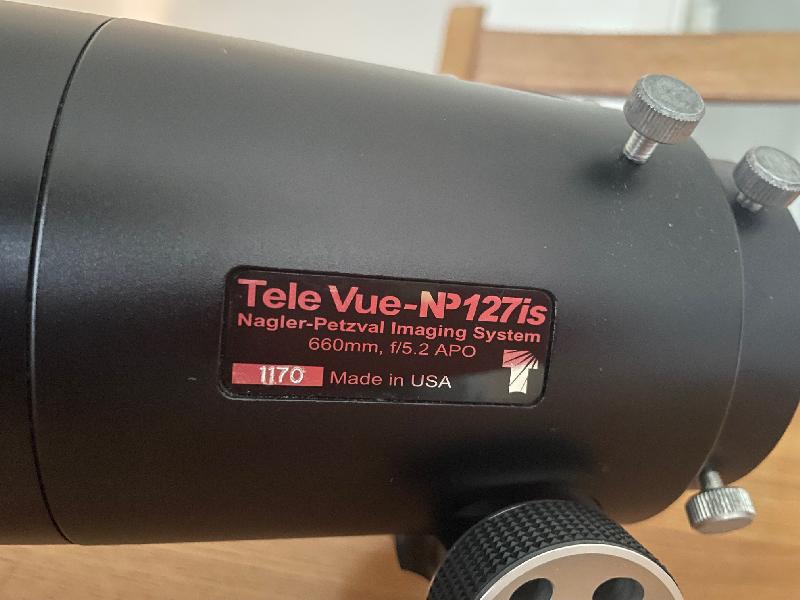 Tele Vue-NP127is
Nagler-Petzval Imaging System
660mm, f/5.2 APO
1170 Made in USA